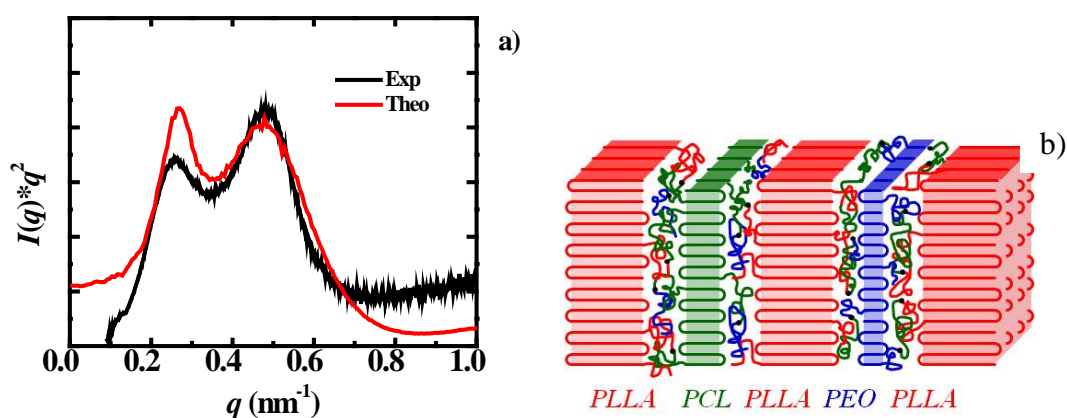 a)
Exp
Theo
I(q)*q²
0.0 0.2 0.4 0.6 0.8 1.0
q (nm⁻¹)
b)
PLLA PCL PLLA PEO PLLA